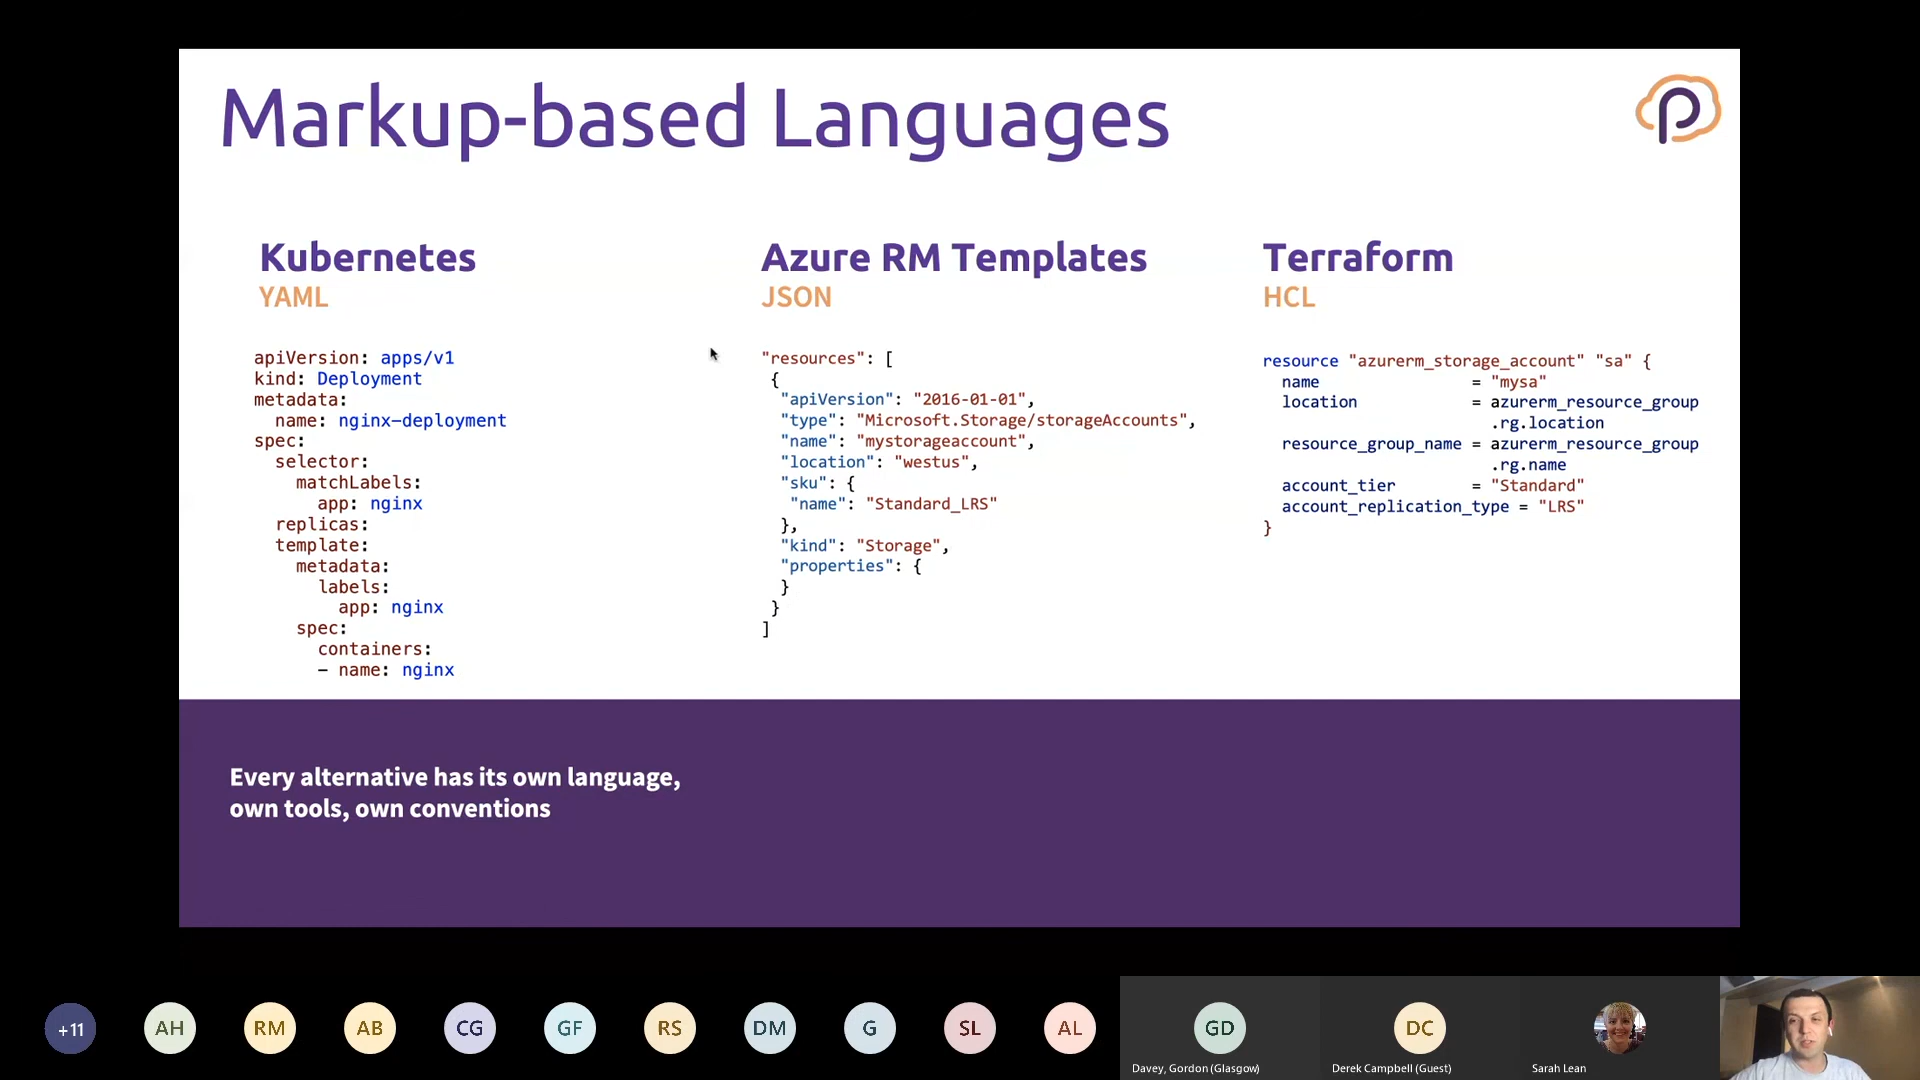 Markup-based Languages
Kubernetes
YAML
apiVersion: apps/v1
kind: Deployment
metadata:
  name: nginx-deployment
spec:
  selector:
    matchLabels:
      app: nginx
  replicas:
  template:
    metadata:
      labels:
        app: nginx
    spec:
      containers:
      - name: nginx
Azure RM Templates
JSON
"resources": [
 {
  "apiVersion": "2016-01-01",
  "type": "Microsoft.Storage/storageAccounts",
  "name": "mystorageaccount",
  "location": "westus",
  "sku": {
   "name": "Standard_LRS"
  },
  "kind": "Storage",
  "properties": {
  }
 }
]
Terraform
HCL
resource "azurerm_storage_account" "sa" {
  name                = "mysa"
  location            = azurerm_resource_group
                        .rg.location
  resource_group_name = azurerm_resource_group
                        .rg.name
  account_tier        = "Standard"
  account_replication_type = "LRS"
}
Every alternative has its own language,
own tools, own conventions
+11
AH
RM
AB
CG
GF
RS
DM
G
SL
AL
GD
DC
Davey, Gordon (Glasgow)
Derek Campbell (Guest)
Sarah Lean